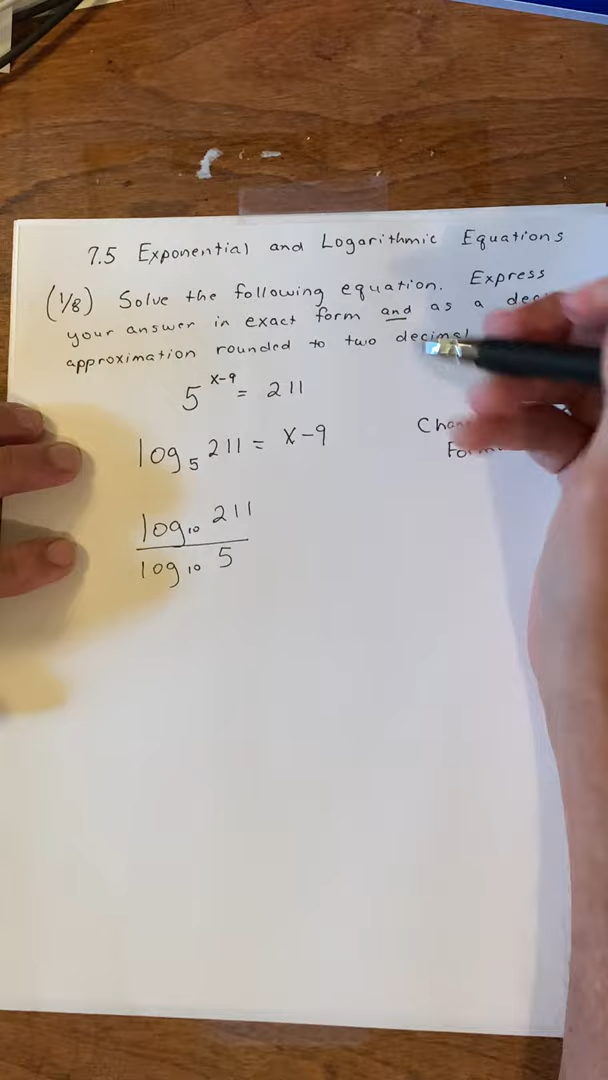 7.5 Exponential and Logarithmic Equations
(1/8) Solve the following equation. Express
your answer in exact form and as a
approximation rounded to two decimal
5^(x-9) = 211
log₅ 211 = x-9
log₁₀ 211
log₁₀ 5